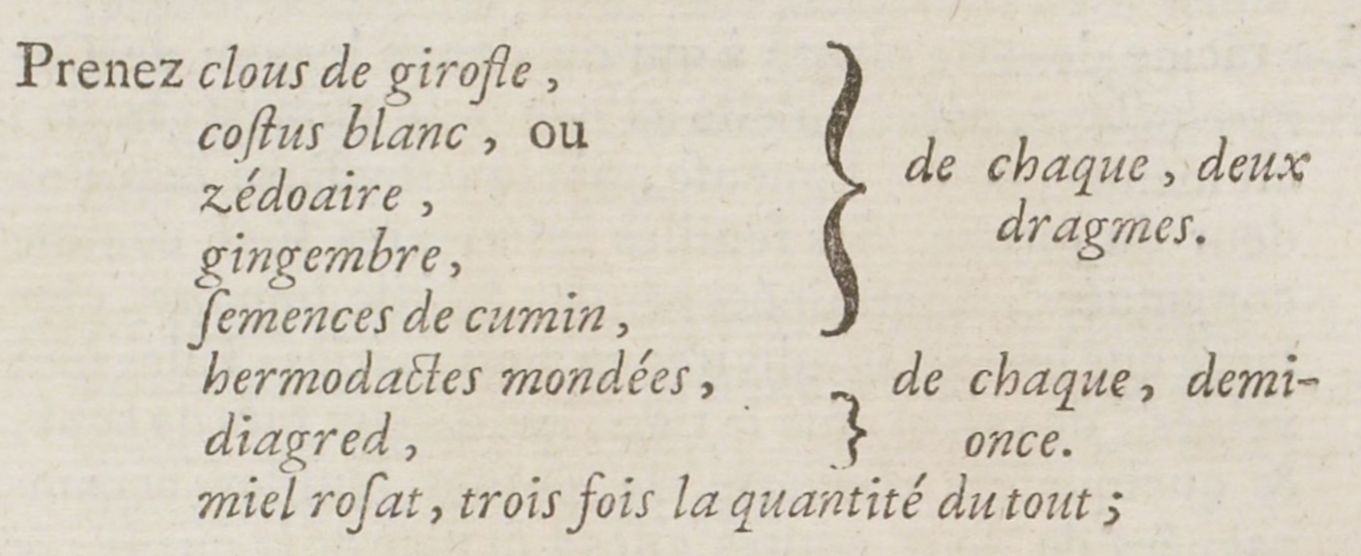 Prenez clous de girofle,
coſtus blanc, ou
zédoaire,
gingembre,
ſemences de cumin,
de chaque, deux
dragmes.
hermodactes mondées,
diagred,
de chaque, demi-
once.
miel roſat, trois fois la quantité du tout;